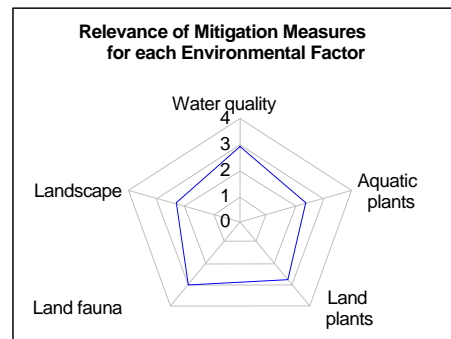 Relevance of Mitigation Measures
for each Environmental Factor
Water quality
4
3
2
1
0
Aquatic
plants
Land
plants
Land fauna
Landscape